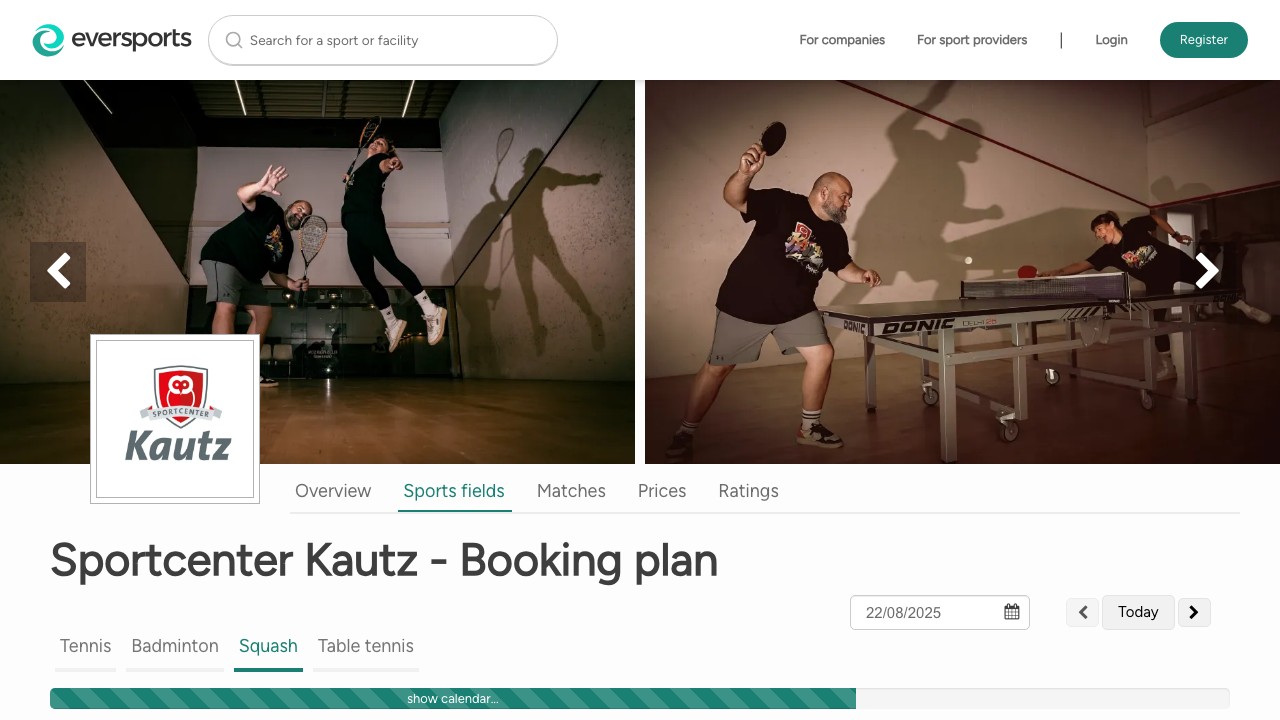 eversports
Search for a sport or facility
For companies
For sport providers
|
Login
Register
DONIC
DONIC
SPORTCENTER
Kautz
Overview
Sports fields
Matches
Prices
Ratings
Sportcenter Kautz - Booking plan
22/08/2025
Today
Tennis
Badminton
Squash
Table tennis
show calendar...